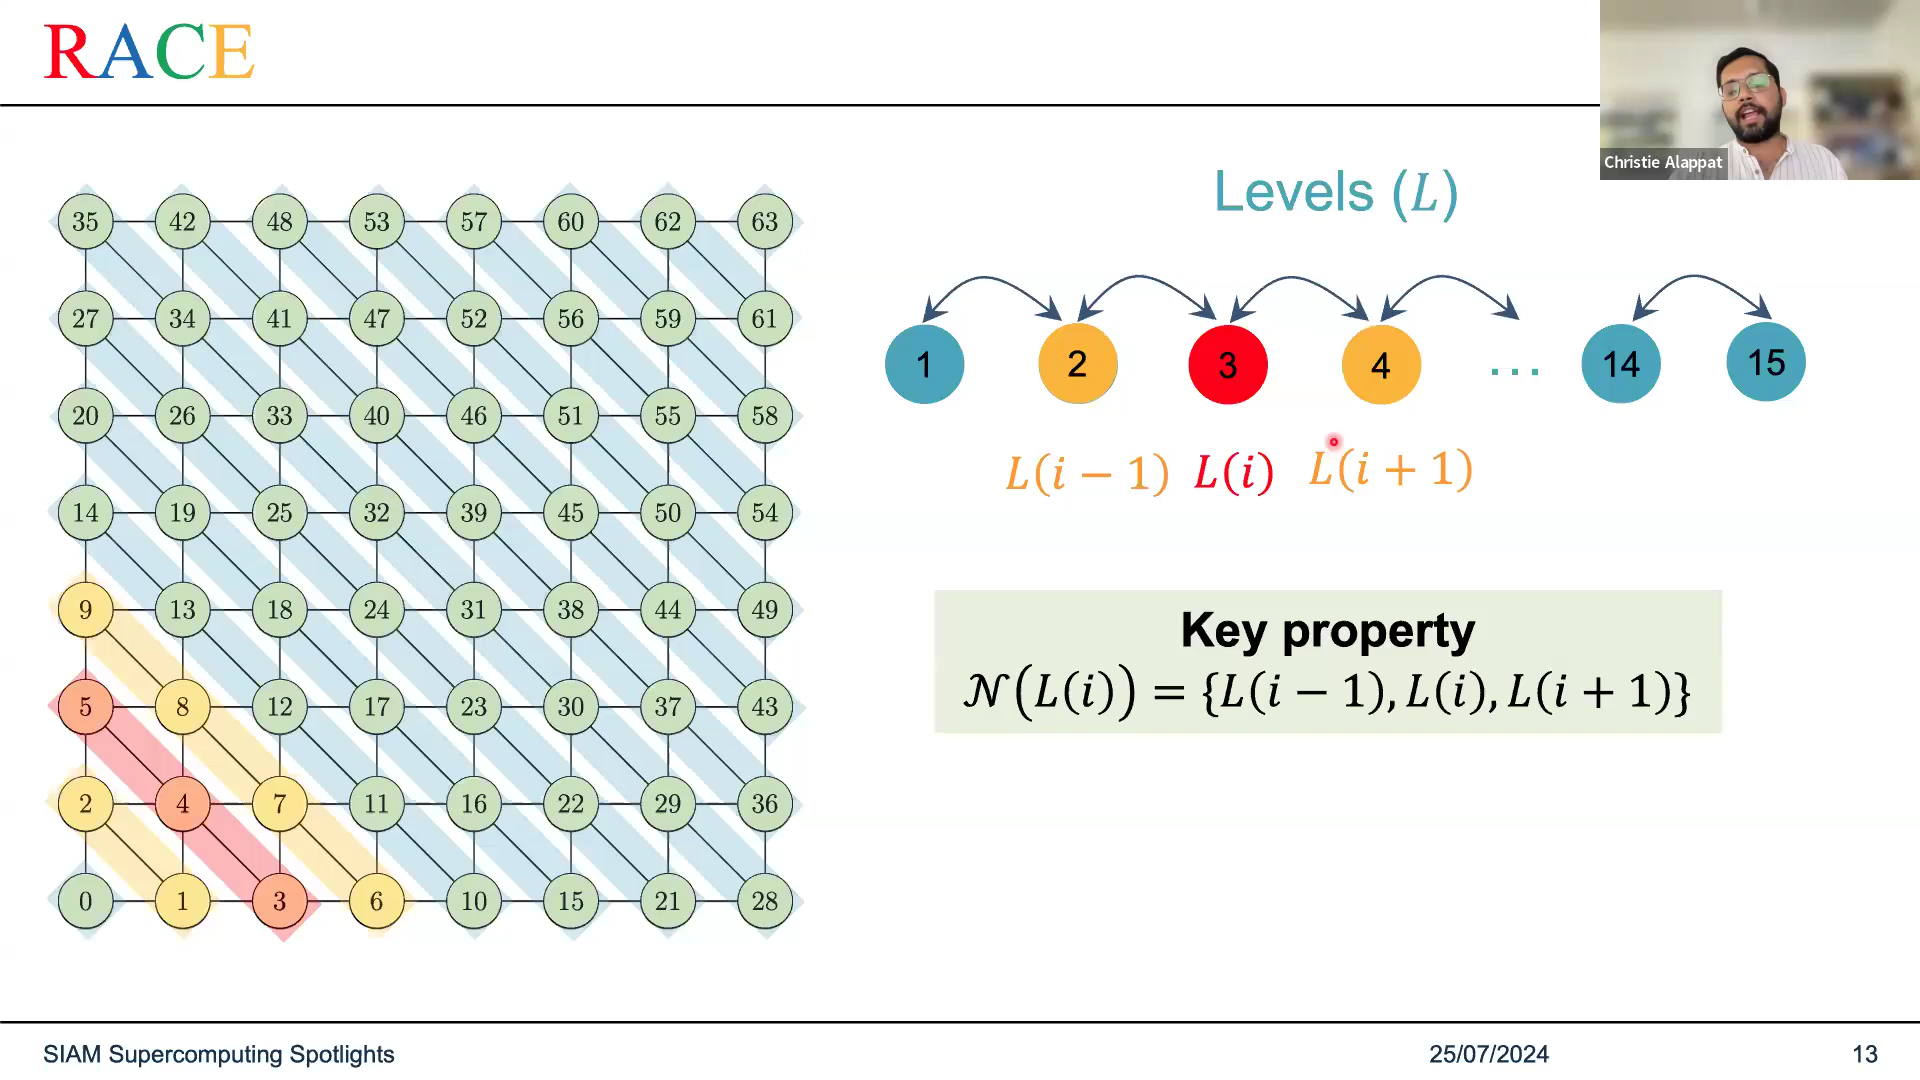 RACE
Christie Alappat
Levels (L)
35 42 48 53 57 60 62 63
27 34 41 47 52 56 59 61
20 26 33 40 46 51 55 58
14 19 25 32 39 45 50 54
9 13 18 24 31 38 44 49
5 8 12 17 23 30 37 43
2 4 7 11 16 22 29 36
0 1 3 6 10 15 21 28
1 2 3 4 ... 14 15
L(i − 1) L(i) L(i + 1)
Key property
𝒩(L(i)) = {L(i − 1), L(i), L(i + 1)}
SIAM Supercomputing Spotlights
25/07/2024
13